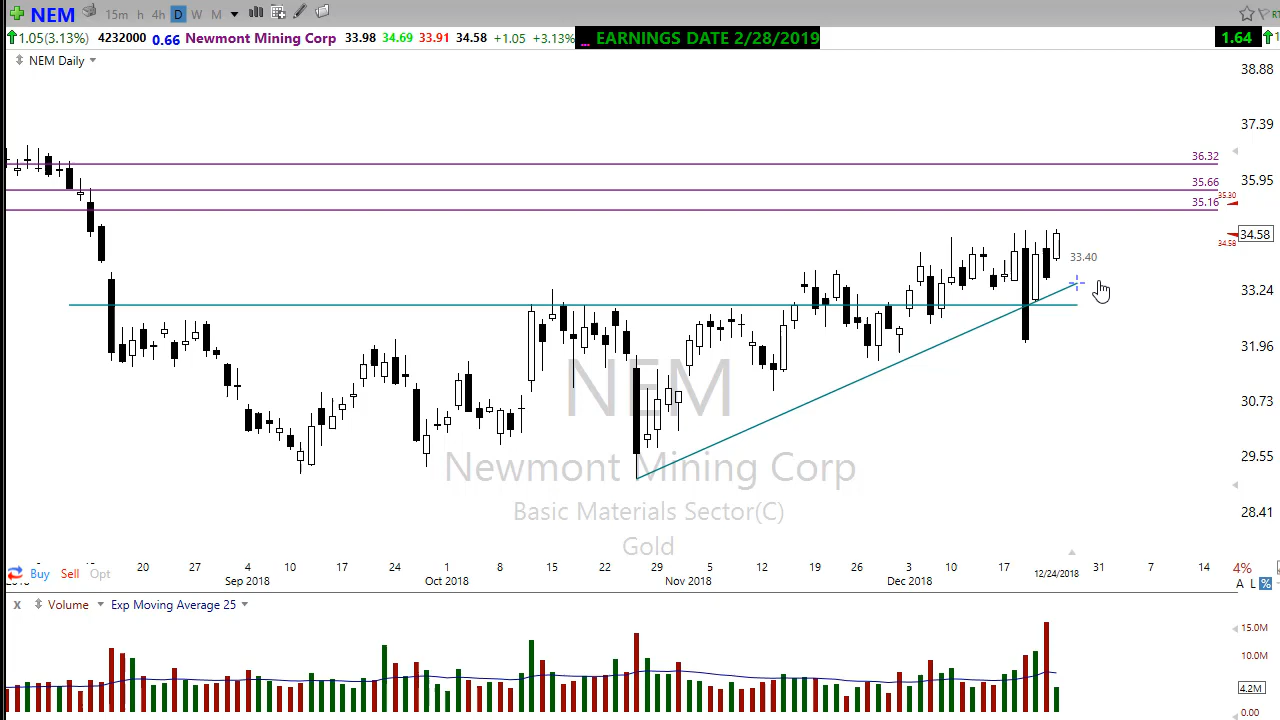 NEM 15m h 4h D W M
1.05(3.13%) 4232000 0.66 Newmont Mining Corp 33.98 34.69 33.91 34.58 +1.05 +3.13% ... EARNINGS DATE 2/28/2019 1.64
NEM Daily
38.88
37.39
36.32
35.95
35.66
35.30
35.16
34.58
34.58
33.40
33.24
31.96
NEM
30.73
Newmont Mining Corp
29.55
Basic Materials Sector(C)
28.41
Gold
20 27 4 10 17 24 1 8 15 22 29 5 12 19 26 3 10 17 31 7 14
Buy Sell Opt 4%
Sep 2018 Oct 2018 Nov 2018 Dec 2018 12/24/2018
A L %
x Volume Exp Moving Average 25
15.0M
10.0M
4.2M
0.00